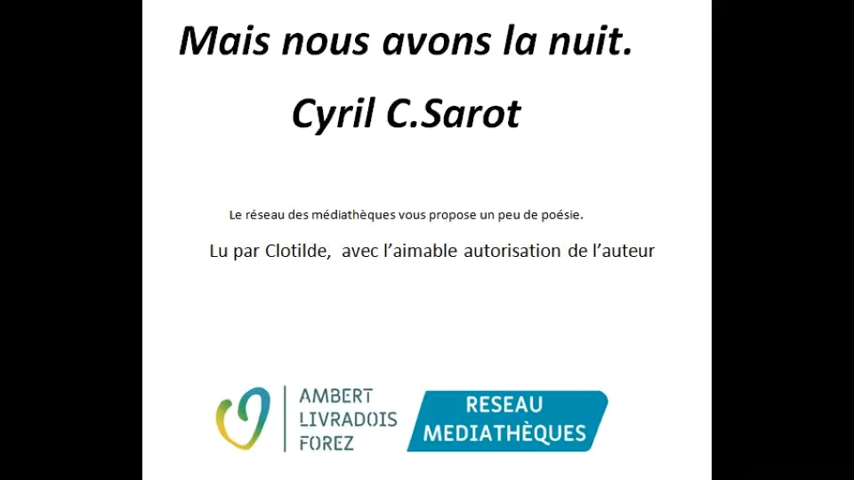 Mais nous avons la nuit.
Cyril C.Sarot
Le réseau des médiathèques vous propose un peu de poésie.
Lu par Clotilde,  avec l’aimable autorisation de l’auteur
AMBERT
LIVRADOIS
FOREZ
RESEAU
MEDIATHÈQUES